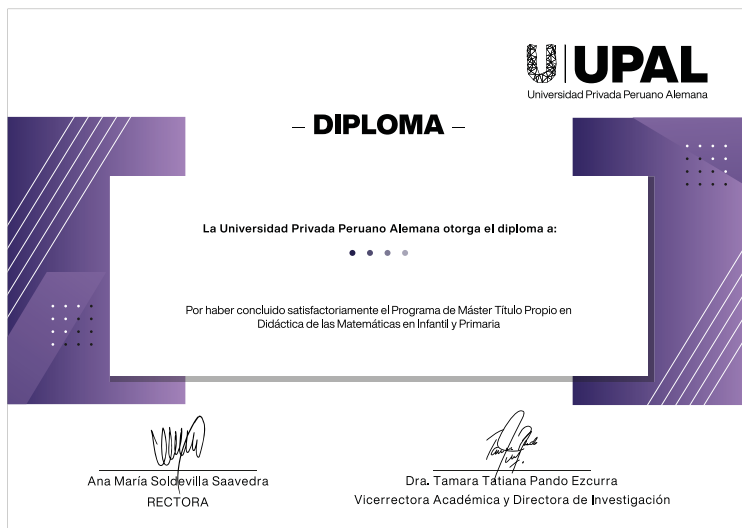 UPAL
Universidad Privada Peruano Alemana
– DIPLOMA –
La Universidad Privada Peruano Alemana otorga el diploma a:
Por haber concluido satisfactoriamente el Programa de Máster Título Propio en
Didáctica de las Matemáticas en Infantil y Primaria
Ana María Soldevilla Saavedra
RECTORA
Dra. Tamara Tatiana Pando Ezcurra
Vicerrectora Académica y Directora de Investigación